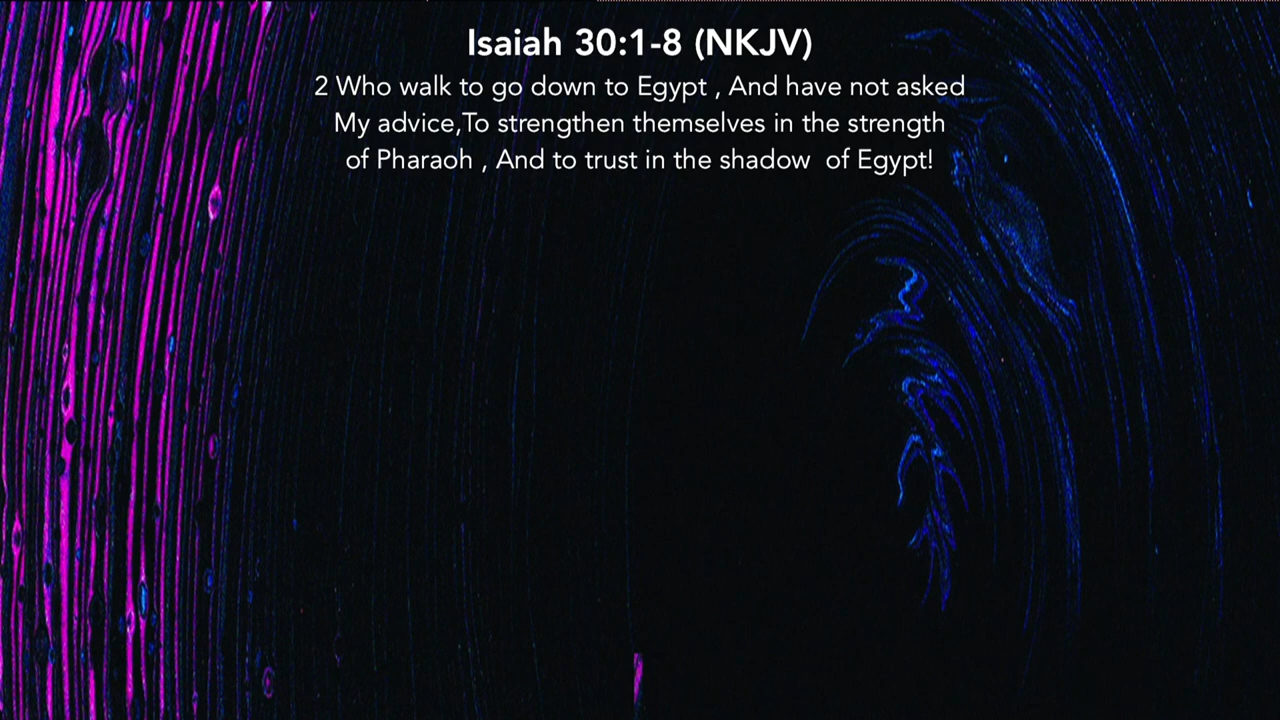 Isaiah 30:1-8 (NKJV)
2 Who walk to go down to Egypt , And have not asked
My advice,To strengthen themselves in the strength
of Pharaoh , And to trust in the shadow  of Egypt!